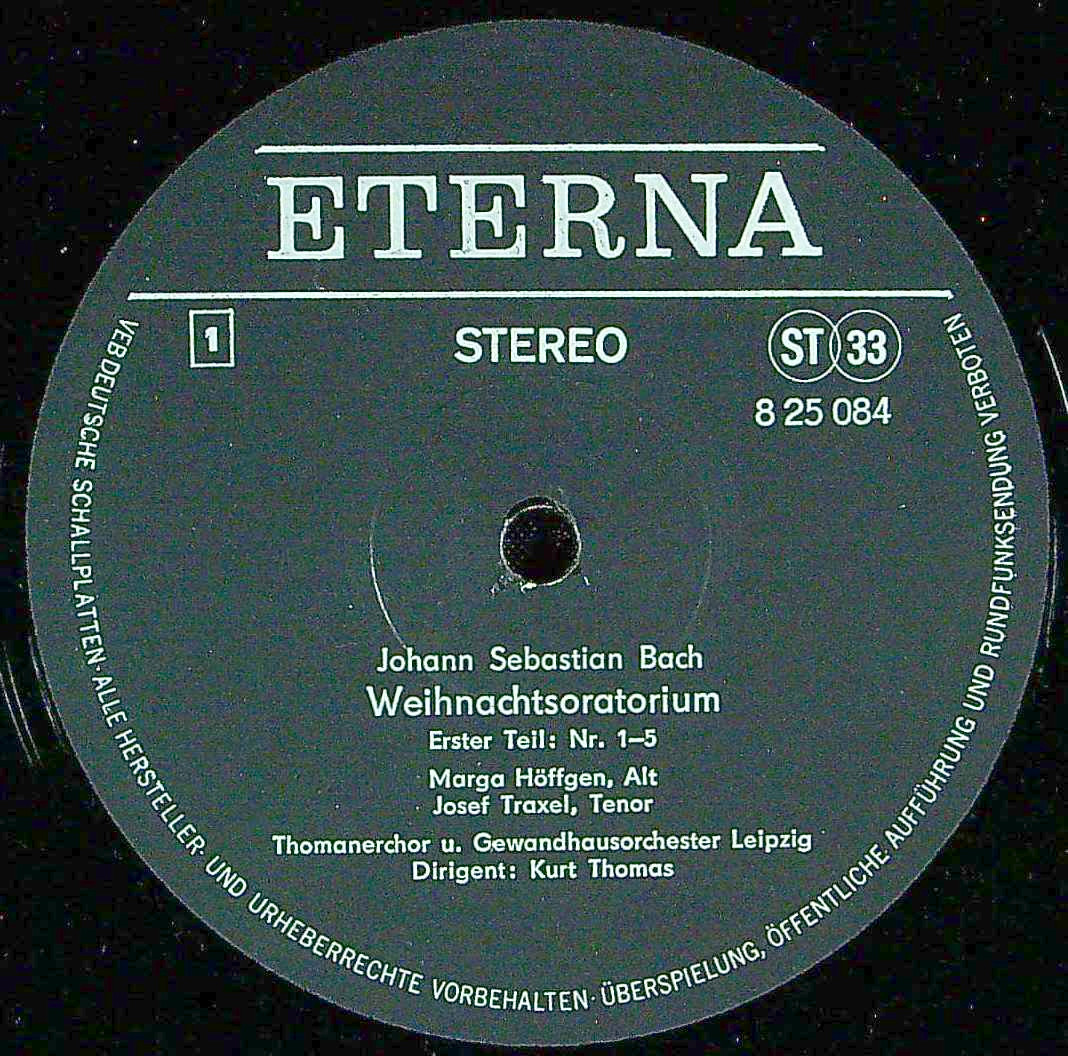 ETERNA
1
STEREO
ST 33
8 25 084
Johann Sebastian Bach
Weihnachtsoratorium
Erster Teil: Nr. 1–5
Marga Höffgen, Alt
Josef Traxel, Tenor
Thomanerchor u. Gewandhausorchester Leipzig
Dirigent: Kurt Thomas
VEB DEUTSCHE SCHALLPLATTEN · ALLE HERSTELLER- UND URHEBERRECHTE VORBEHALTEN · ÜBERSPIELUNG, ÖFFENTLICHE AUFFÜHRUNG UND RUNDFUNKSENDUNG VERBOTEN